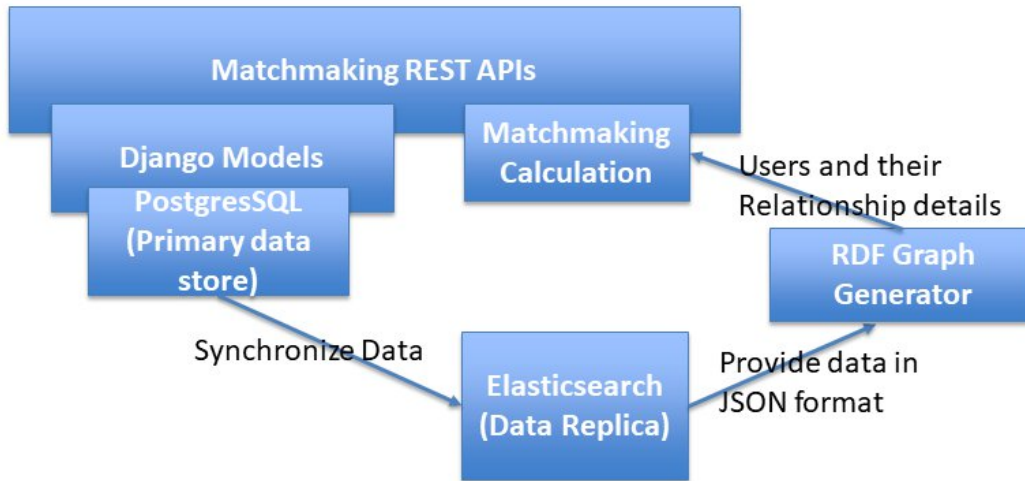 Matchmaking REST APIs
Django Models
Matchmaking
Calculation
PostgresSQL
(Primary data
store)
Users and their
Relationship details
RDF Graph
Generator
Synchronize Data
Elasticsearch
(Data Replica)
Provide data in
JSON format